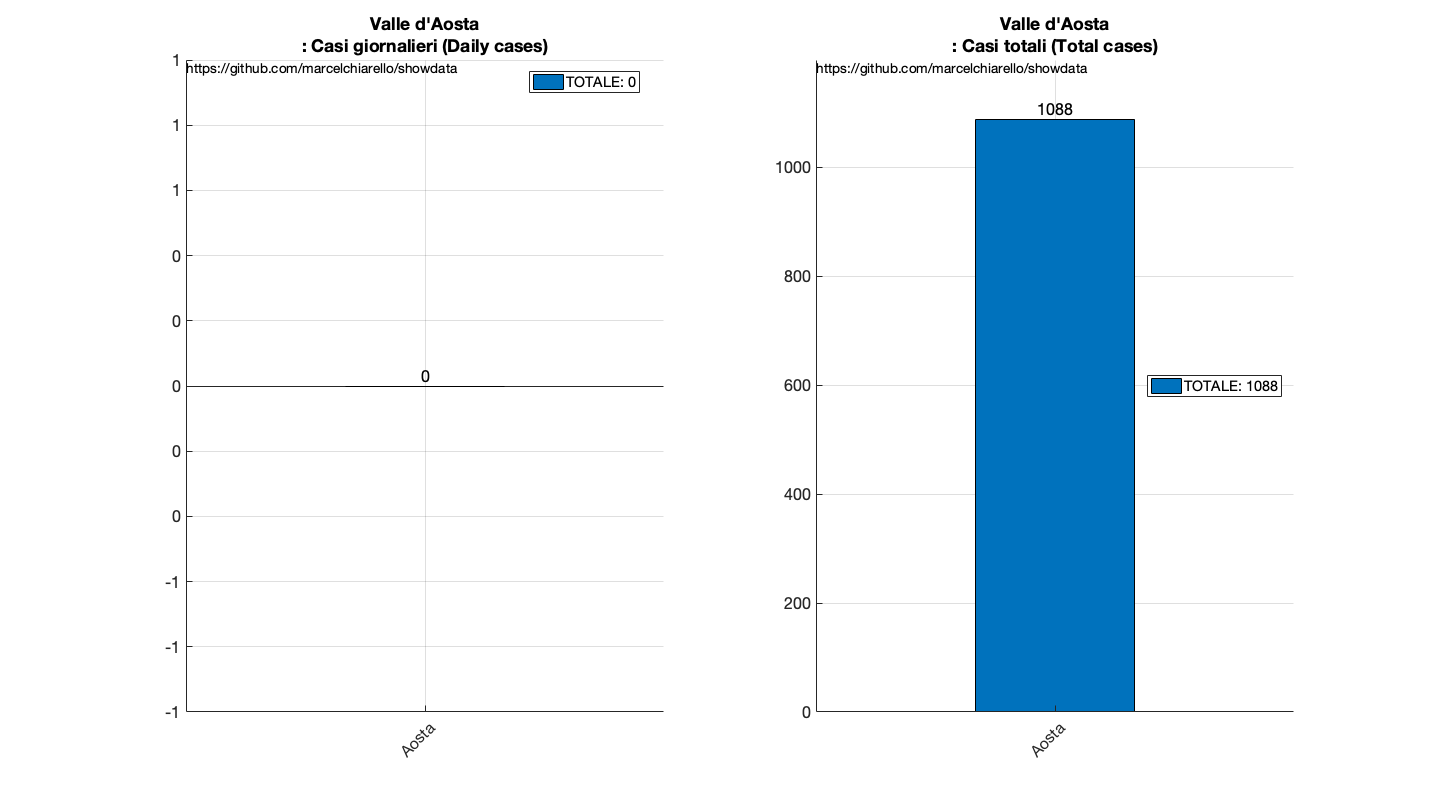 Valle d'Aosta
: Casi giornalieri (Daily cases)
https://github.com/marcelchiarello/showdata
TOTALE: 0
1
1
1
0
0
0
0
0
-1
-1
-1
0
Aosta
Valle d'Aosta
: Casi totali (Total cases)
https://github.com/marcelchiarello/showdata
1088
1000
800
600
400
200
0
TOTALE: 1088
Aosta